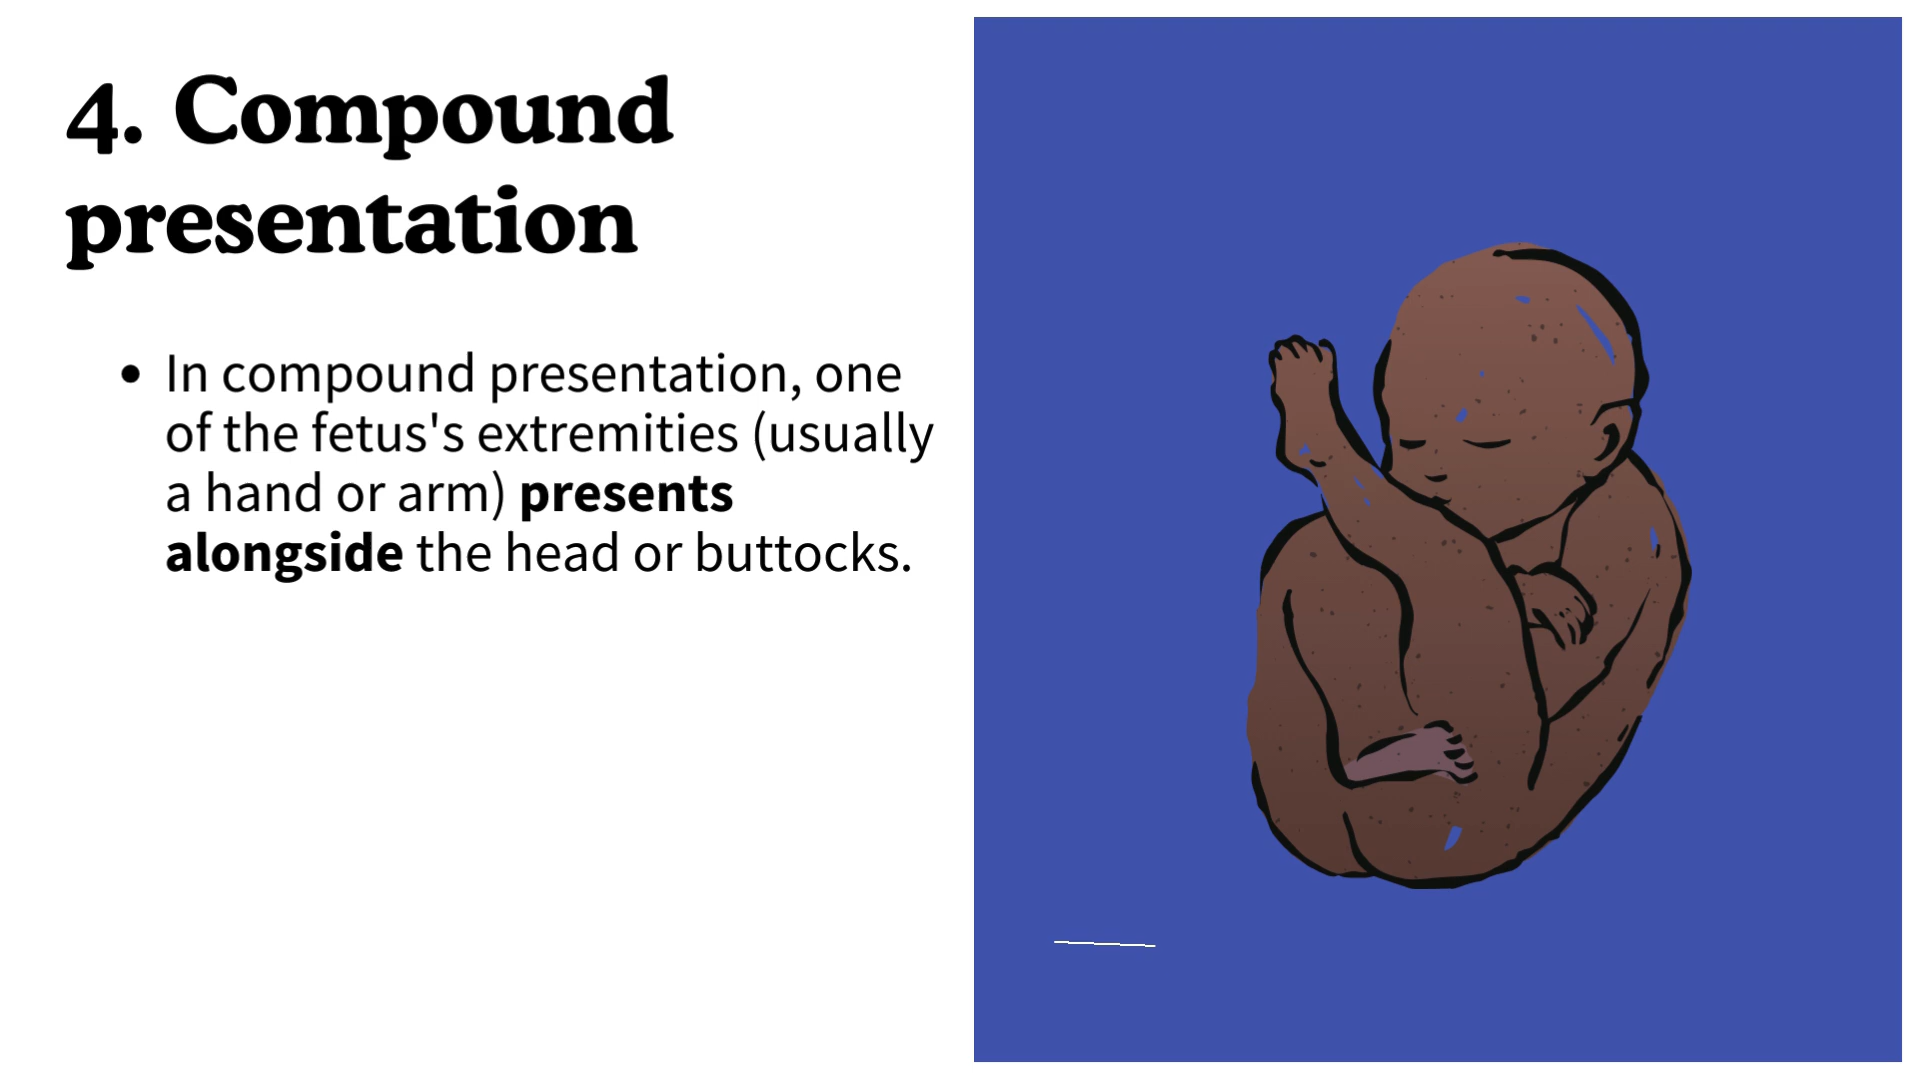 4. Compound
presentation
• In compound presentation, one
of the fetus's extremities (usually
a hand or arm) presents
alongside the head or buttocks.